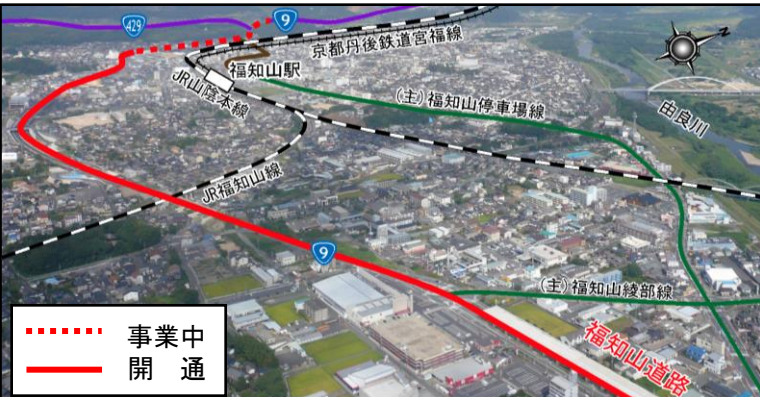 429
9
京都丹後鉄道宮福線
福知山駅
JR山陰本線
(主)福知山停車場線
由良川
JR福知山線
9
(主)福知山綾部線
福知山道路
事業中
開 通